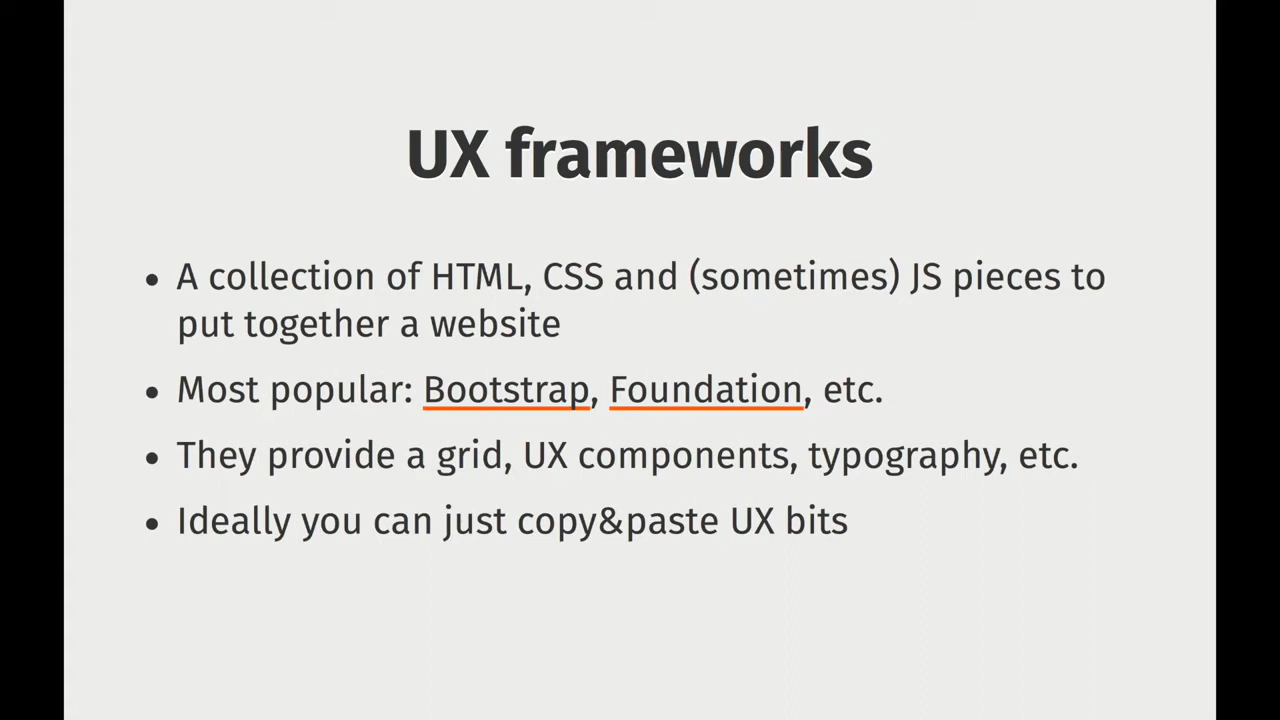 UX frameworks
• A collection of HTML, CSS and (sometimes) JS pieces to
put together a website
• Most popular: Bootstrap, Foundation, etc.
• They provide a grid, UX components, typography, etc.
• Ideally you can just copy&paste UX bits